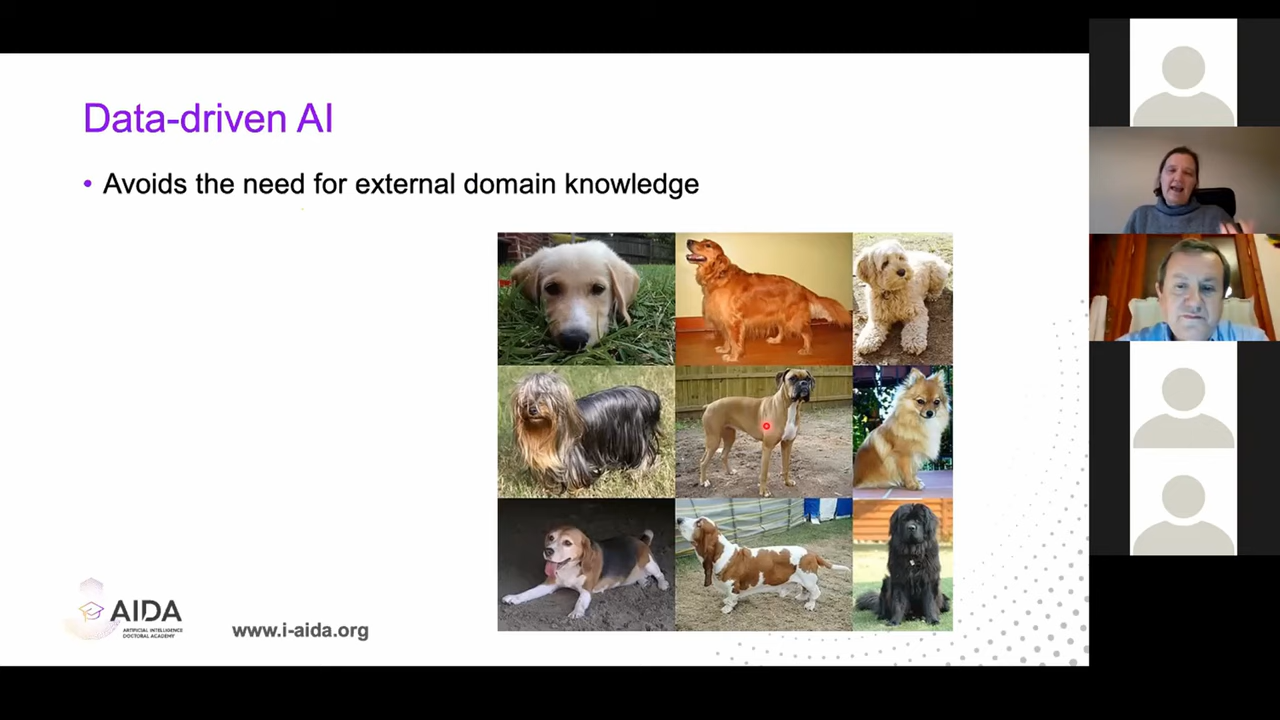 Data-driven AI
• Avoids the need for external domain knowledge
AIDA
ARTIFICIAL INTELLIGENCE
DOCTORAL ACADEMY
www.i-aida.org